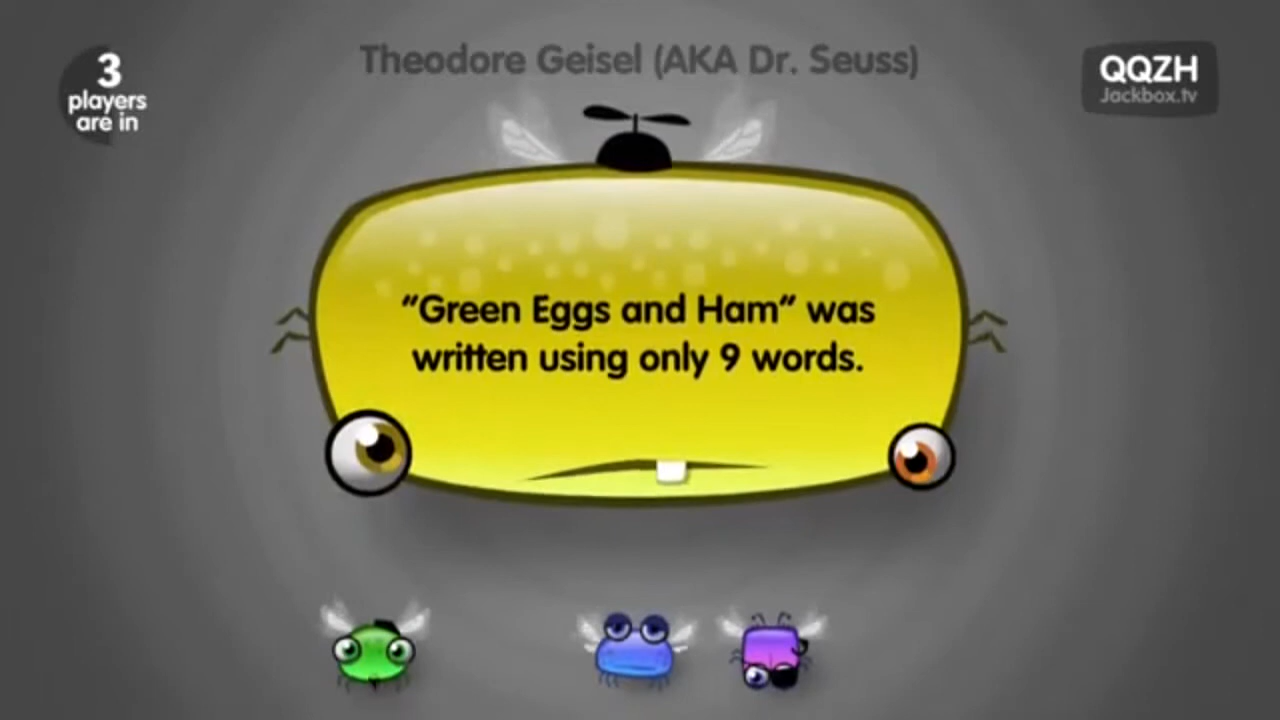 Theodore Geisel (AKA Dr. Seuss)
3
players
are in
QQZH
Jackbox.tv
“Green Eggs and Ham” was
written using only 9 words.